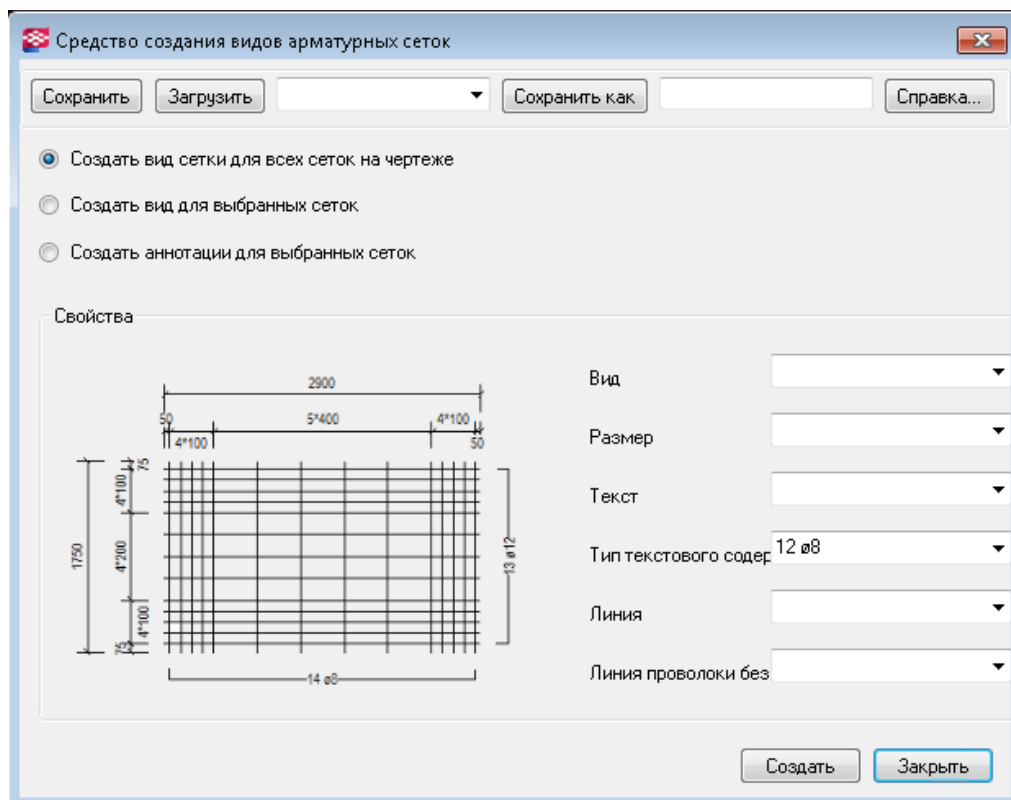 Средство создания видов арматурных сеток
Сохранить Загрузить Сохранить как Справка...
Создать вид сетки для всех сеток на чертеже
Создать вид для выбранных сеток
Создать аннотации для выбранных сеток
Свойства
2900
50 5*400 4*100
4*100 50
75
4*100
1750
4*200
4*100
75
13 ø12
14 ø8
Вид
Размер
Текст
Тип текстового содер 12 ø8
Линия
Линия проволоки без
Создать Закрыть